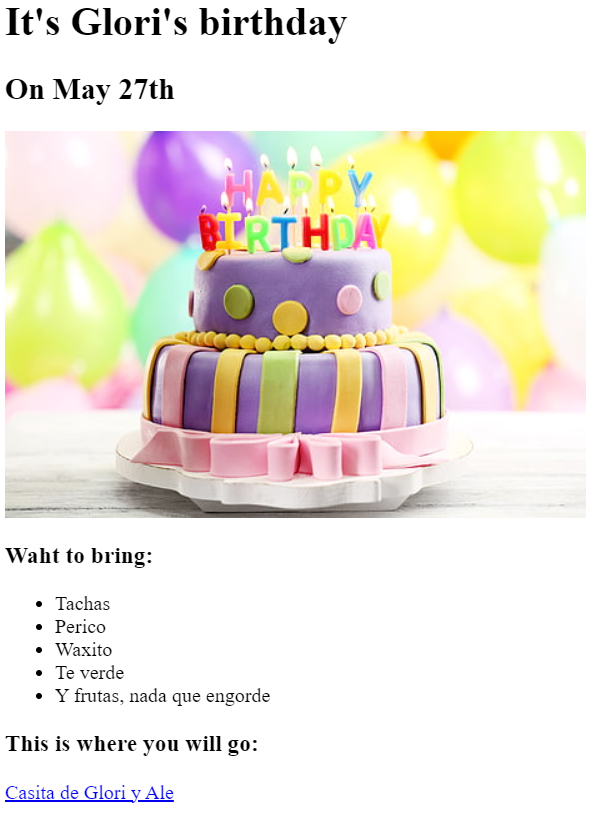 It's Glori's birthday
On May 27th
HAPPY
BIRTHDAY
Waht to bring:
Tachas
Perico
Waxito
Te verde
Y frutas, nada que engorde
This is where you will go:
Casita de Glori y Ale